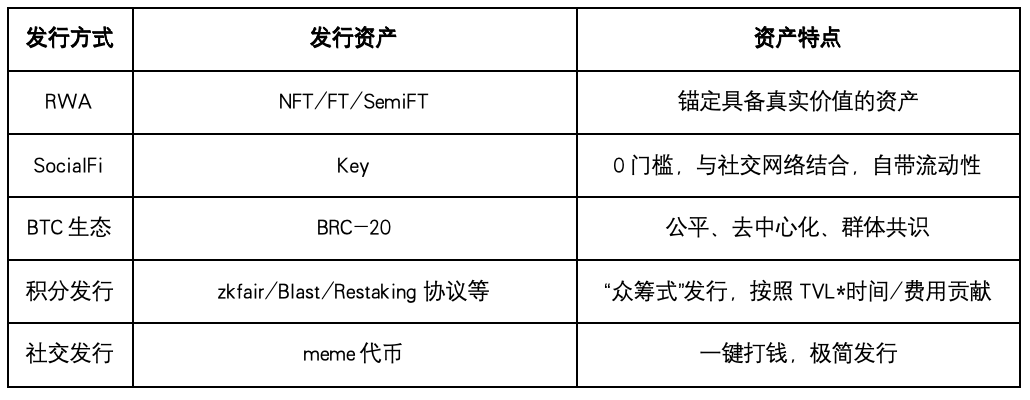 发行方式 发行资产 资产特点
RWA NFT/FT/SemiFT 锚定具备真实价值的资产
SocialFi Key 0 门槛，与社交网络结合，自带流动性
BTC 生态 BRC-20 公平、去中心化、群体共识
积分发行 zkfair/Blast/Restaking 协议等 “众筹式”发行，按照 TVL*时间/费用贡献
社交发行 meme 代币 一键打钱，极简发行